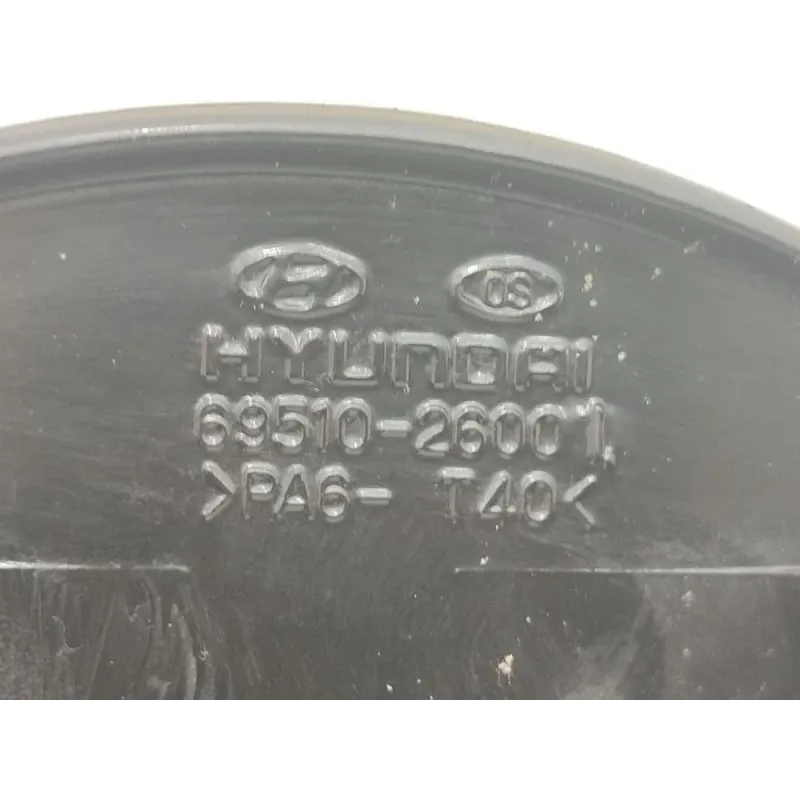 DS
HYUNDAI
69510-26001
>PA6- T40<